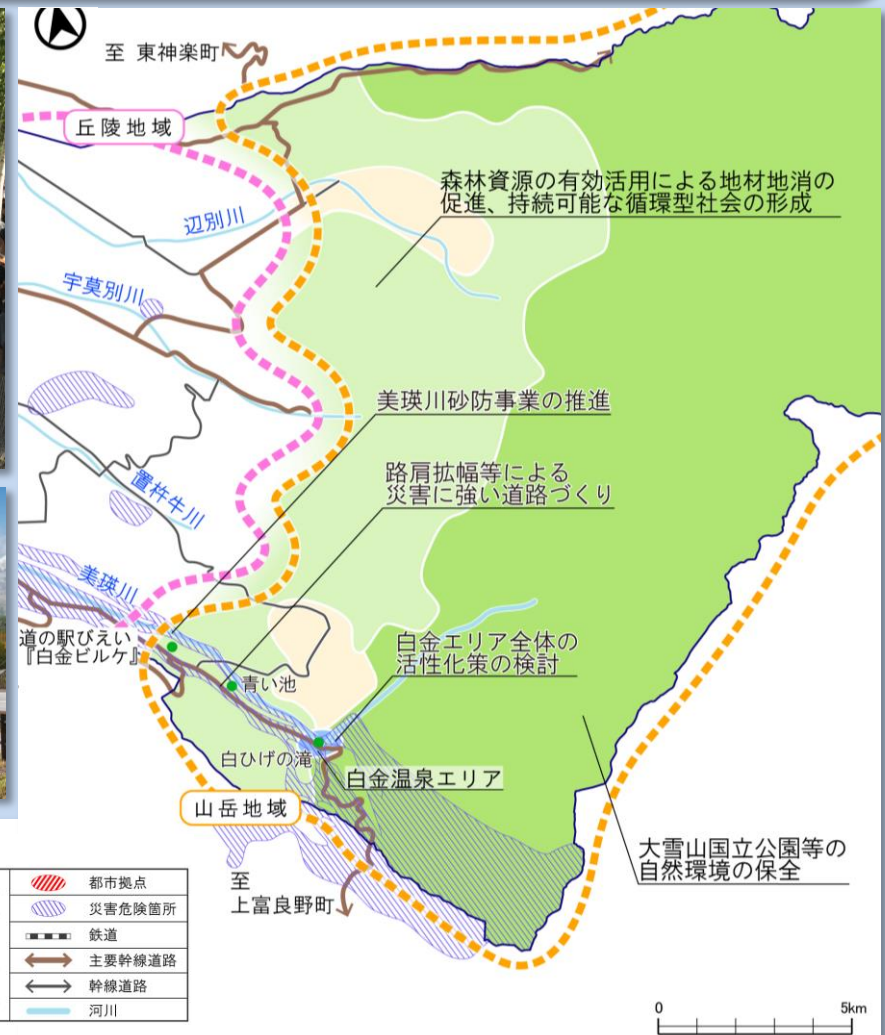 至 東神楽町
丘陵地域
森林資源の有効活用による地材地消の
促進、持続可能な循環型社会の形成
辺別川
宇莫別川
美瑛川砂防事業の推進
路肩拡幅等による
災害に強い道路づくり
置杵牛川
美瑛川
道の駅びえい
『白金ビルケ』
白金エリア全体の
活性化策の検討
青い池
白ひげの滝
白金温泉エリア
山岳地域
大雪山国立公園等の
自然環境の保全
至
上富良野町
都市拠点
災害危険箇所
鉄道
主要幹線道路
幹線道路
河川
0 5km